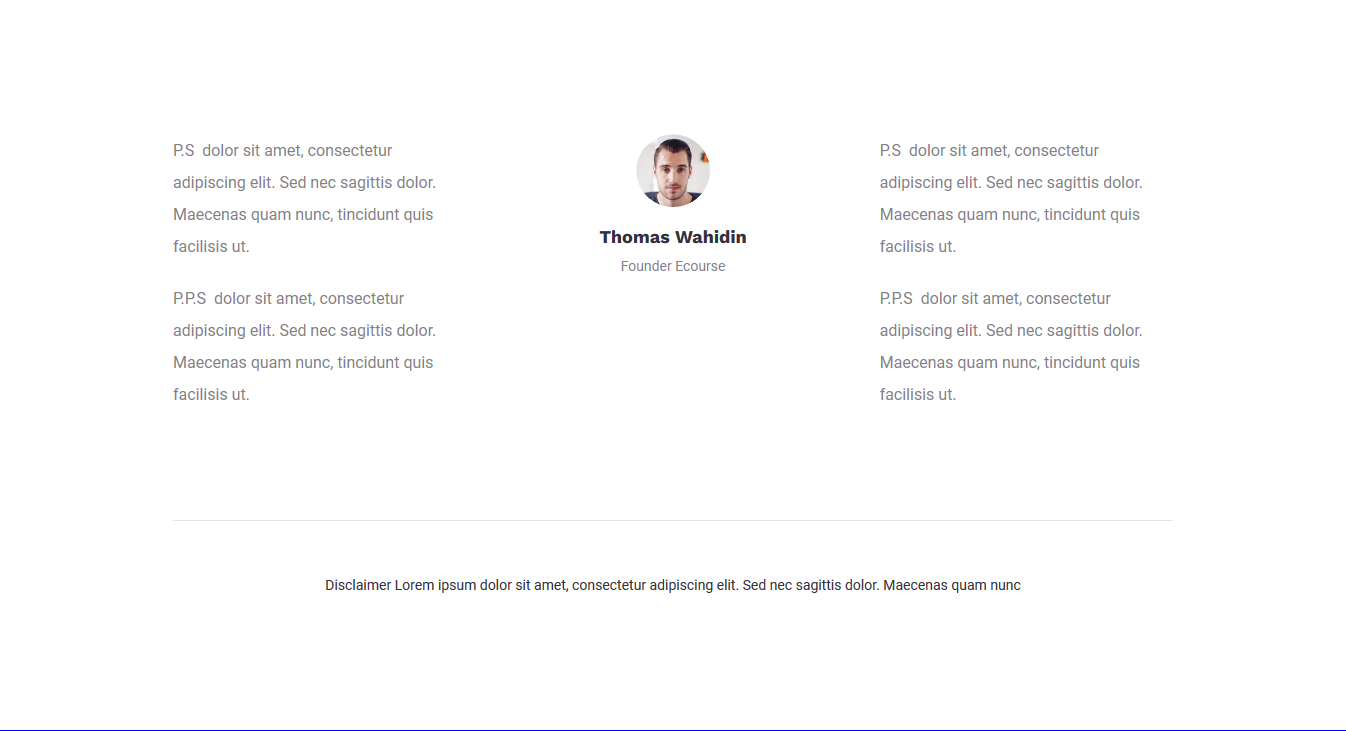 P.S  dolor sit amet, consectetur
adipiscing elit. Sed nec sagittis dolor.
Maecenas quam nunc, tincidunt quis
facilisis ut.
P.P.S  dolor sit amet, consectetur
adipiscing elit. Sed nec sagittis dolor.
Maecenas quam nunc, tincidunt quis
facilisis ut.
Thomas Wahidin
Founder Ecourse
P.S  dolor sit amet, consectetur
adipiscing elit. Sed nec sagittis dolor.
Maecenas quam nunc, tincidunt quis
facilisis ut.
P.P.S  dolor sit amet, consectetur
adipiscing elit. Sed nec sagittis dolor.
Maecenas quam nunc, tincidunt quis
facilisis ut.
Disclaimer Lorem ipsum dolor sit amet, consectetur adipiscing elit. Sed nec sagittis dolor. Maecenas quam nunc